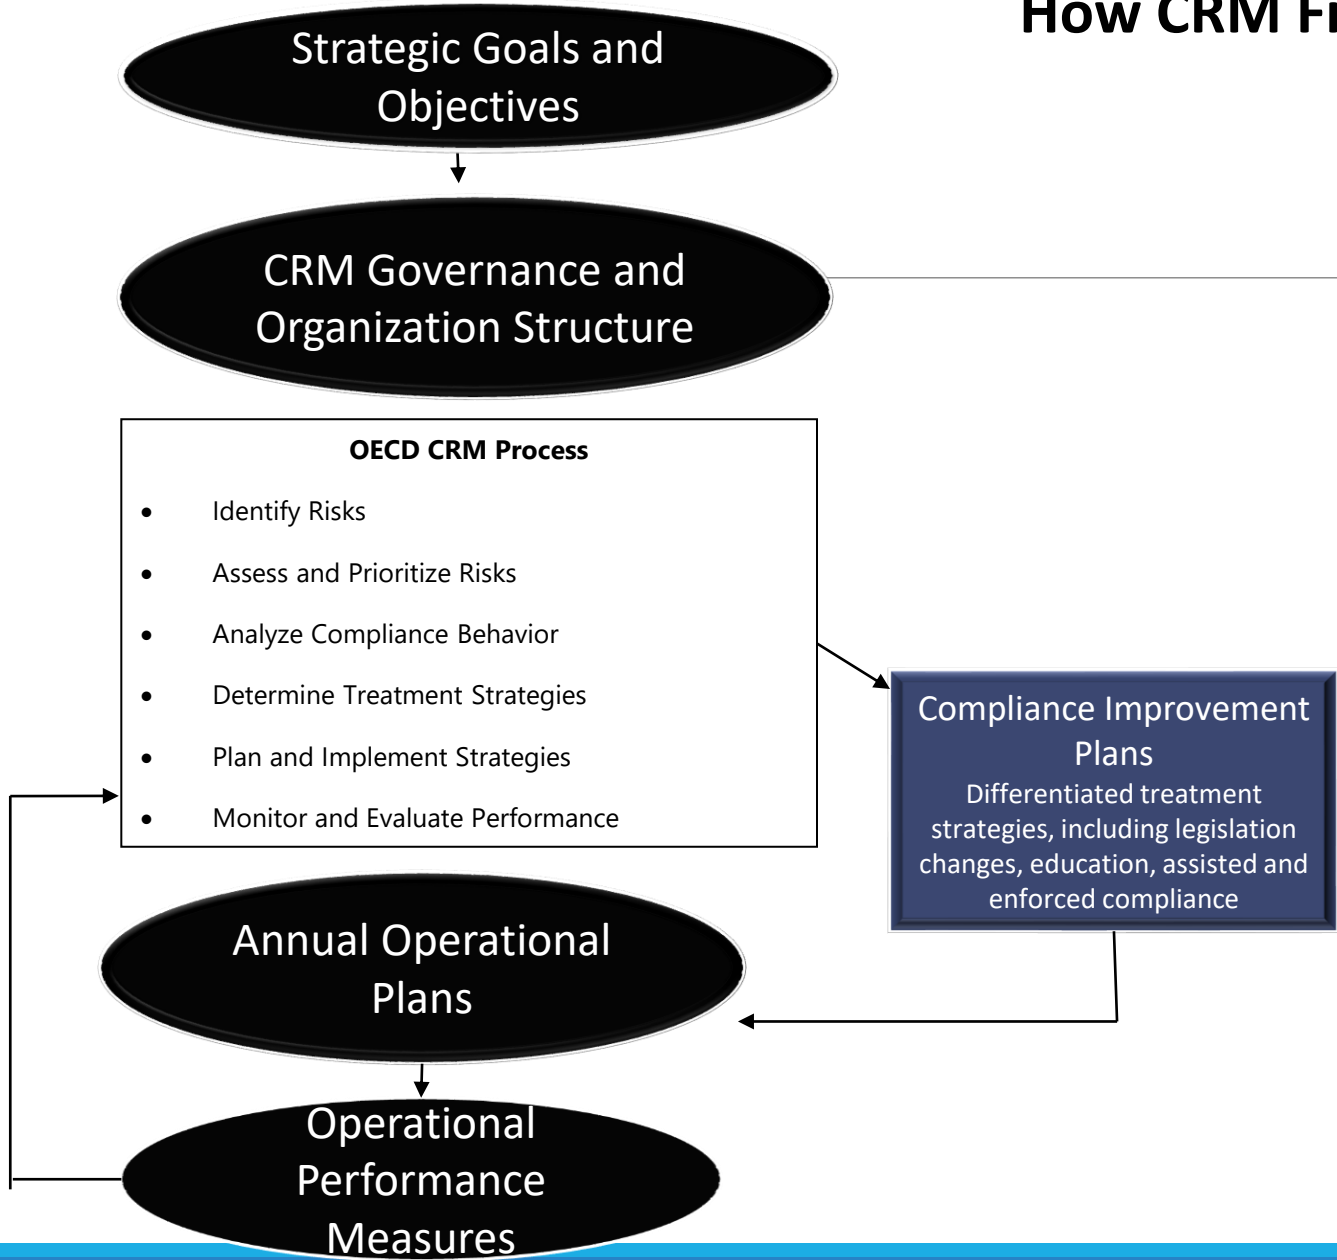 How CRM
Strategic Goals and
Objectives
CRM Governance and
Organization Structure
OECD CRM Process
• Identify Risks
• Assess and Prioritize Risks
• Analyze Compliance Behavior
• Determine Treatment Strategies
• Plan and Implement Strategies
• Monitor and Evaluate Performance
Compliance Improvement
Plans
Differentiated treatment
strategies, including legislation
changes, education, assisted and
enforced compliance
Annual Operational
Plans
Operational
Performance
Measures